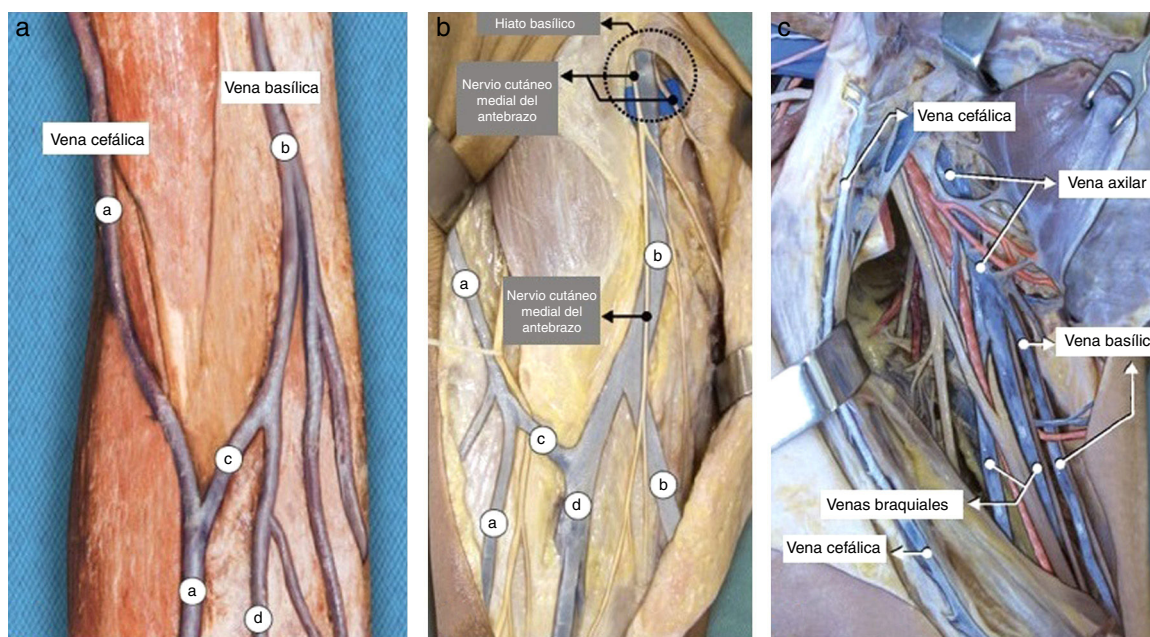 a
Vena basílica
Vena cefálica
b
a
c
a
d
b
Hiato basílico
Nervio cutáneo
medial del
antebrazo
b
a
Nervio cutáneo
medial del
antebrazo
c
b
d
a
c
Vena cefálica
Vena axilar
Vena basílic
Venas braquiales
Vena cefálica